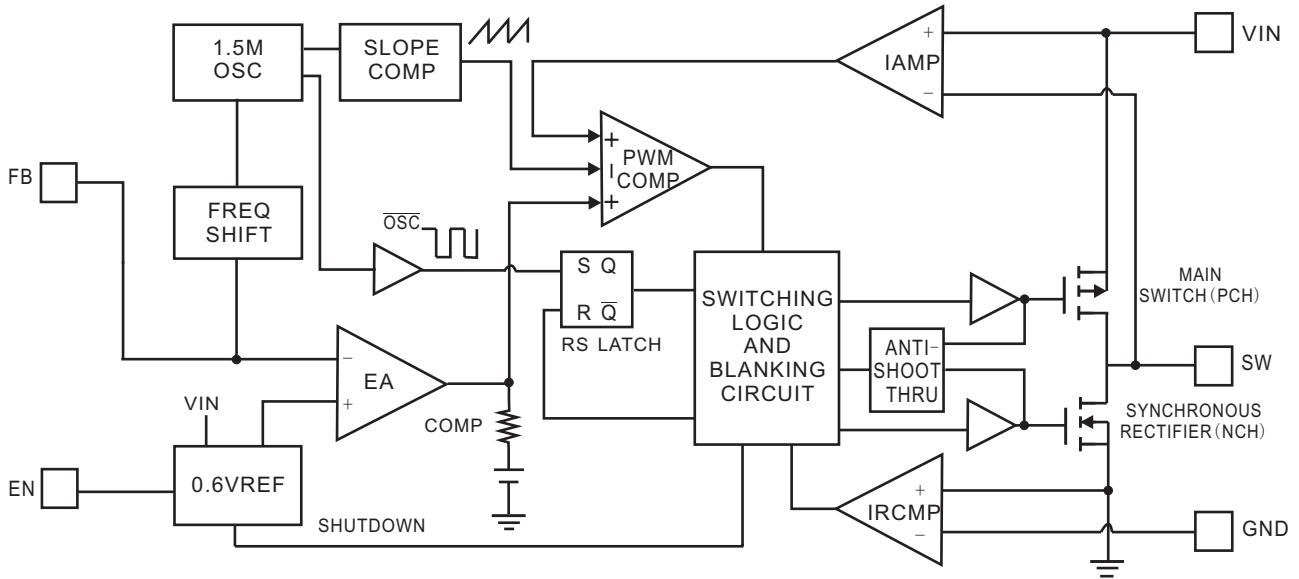 1.5M
OSC
SLOPE
COMP
+
IAMP
−
VIN
FB
FREQ
SHIFT
+
PWM
COMP
+
OSC
S Q
R Q
RS LATCH
SWITCHING
LOGIC
AND
BLANKING
CIRCUIT
ANTI−
SHOOT
THRU
MAIN
SWITCH(PCH)
SW
SYNCHRONOUS
RECTIFIER(NCH)
−
EA
+
COMP
VIN
EN
0.6VREF
SHUTDOWN
+
IRCMP
−
GND